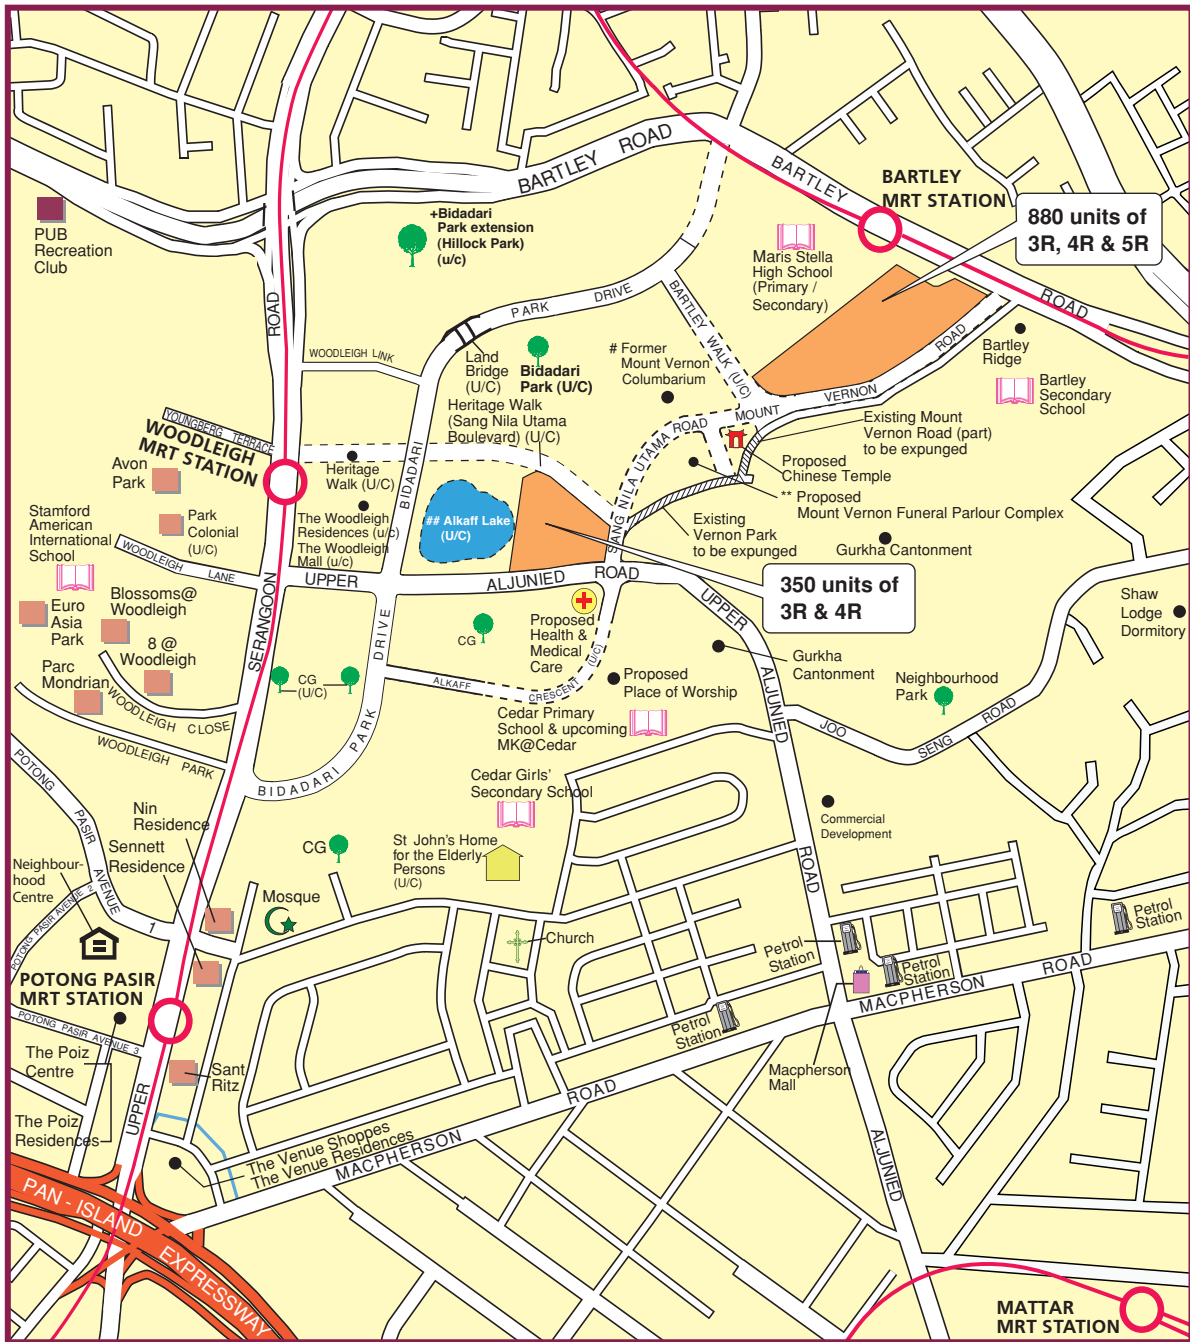 BARTLEY ROAD
BARTLEY
ROAD
BARTLEY
MRT STATION
880 units of
3R, 4R & 5R
PUB
Recreation
Club
+Bidadari
Park extension
(Hillock Park)
(u/c)
Maris Stella
High School
(Primary /
Secondary)
ROAD
PARK DRIVE
BARTLEY WALK (U/C)
WOODLEIGH LINK
Land
Bridge
(U/C)
Bidadari
Park (U/C)
# Former
Mount Vernon
Columbarium
ROAD
Bartley
Ridge
Bartley
Secondary
School
MOUNT VERNON
Heritage Walk
(Sang Nila Utama
Boulevard) (U/C)
YOUNGBERG TERRACE
WOODLEIGH
MRT STATION
Existing Mount
Vernon Road (part)
to be expunged
SANG NILA UTAMA ROAD
Proposed
Chinese Temple
** Proposed
Mount Vernon Funeral Parlour Complex
Avon
Park
Heritage
Walk (U/C)
BIDADARI
Park
Colonial
(U/C)
The Woodleigh
Residences (u/c)
The Woodleigh
Mall (u/c)
## Alkaff Lake
(U/C)
Existing
Vernon Park
to be expunged
Gurkha Cantonment
Stamford
American
International
School
WOODLEIGH LANE
UPPER ALJUNIED ROAD
350 units of
3R & 4R
SERANGOON
Blossoms@
Woodleigh
Euro
Asia
Park
8 @
Woodleigh
Parc
Mondrian
WOODLEIGH CLOSE
WOODLEIGH PARK
DRIVE
CG
CG
(U/C)
Proposed
Health &
Medical
Care
(U/C)
ALKAFF
CRESCENT
Proposed
Place of Worship
UPPER
ALJUNIED
Gurkha
Cantonment
Shaw
Lodge
Dormitory
Neighbourhood
Park
JOO SENG ROAD
Cedar Primary
School & upcoming
MK@Cedar
BIDADARI PARK
Cedar Girls'
Secondary School
POTONG
PASIR
AVENUE
1
Nin
Residence
Sennett
Residence
Neighbour-
hood
Centre
POTONG PASIR AVENUE 2
CG
St John's Home
for the Elderly
Persons
(U/C)
Commercial
Development
ROAD
Mosque
Church
Petrol
Station
Petrol
Station
Petrol
Station
Petrol
Station
MACPHERSON ROAD
Macpherson
Mall
POTONG PASIR
MRT STATION
POTONG PASIR AVENUE 3
The Poiz
Centre
The Poiz
Residences
Sant
Ritz
UPPER
The Venue Shoppes
The Venue Residences
MACPHERSON
ROAD
ALJUNIED
PAN - ISLAND
EXPRESSWAY
MATTAR
MRT STATION